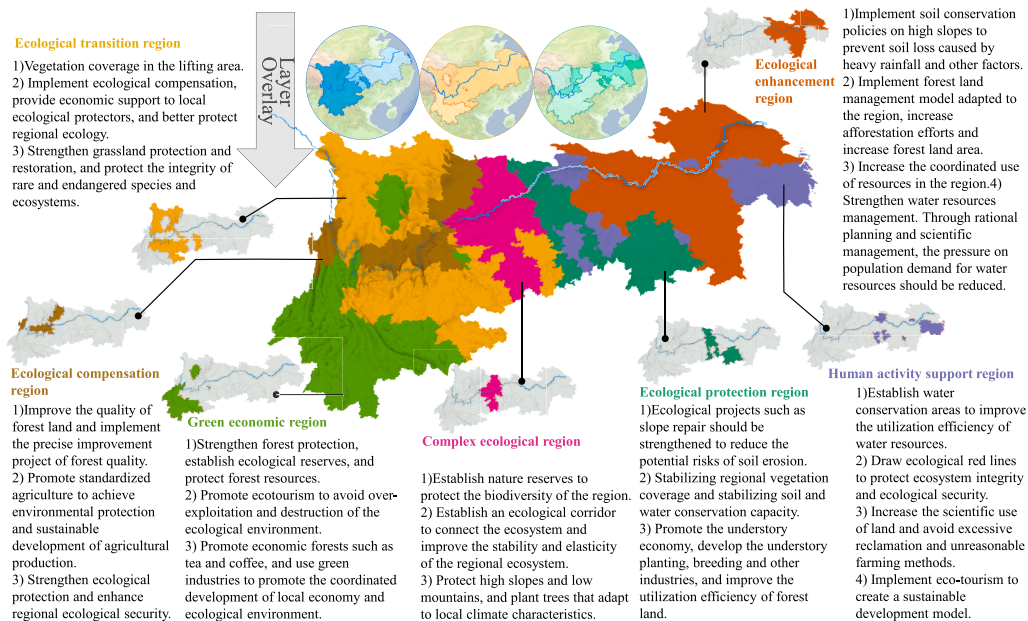 Ecological transition region
1)Vegetation coverage in the lifting area.
2) Implement ecological compensation,
provide economic support to local
ecological protectors, and better protect
regional ecology.
3) Strengthen grassland protection and
restoration, and protect the integrity of
rare and endangered species and
ecosystems.
Layer
Overlay
Ecological
enhancement
region
1)Implement soil conservation
policies on high slopes to
prevent soil loss caused by
heavy rainfall and other factors.
2) Implement forest land
management model adapted to
the region, increase
afforestation efforts and
increase forest land area.
3) Increase the coordinated use
of resources in the region.4)
Strengthen water resources
management. Through rational
planning and scientific
management, the pressure on
population demand for water
resources should be reduced.
Ecological compensation
region
1)Improve the quality of
forest land and implement
the precise improvement
project of forest quality.
2) Promote standardized
agriculture to achieve
environmental protection
and sustainable
development of agricultural
production.
3) Strengthen ecological
protection and enhance
regional ecological security.
Green economic region
1)Strengthen forest protection,
establish ecological reserves, and
protect forest resources.
2) Promote ecotourism to avoid over-
exploitation and destruction of the
ecological environment.
3) Promote economic forests such as
tea and coffee, and use green
industries to promote the coordinated
development of local economy and
ecological environment.
Complex ecological region
1)Establish nature reserves to
protect the biodiversity of the region.
2) Establish an ecological corridor
to connect the ecosystem and
improve the stability and elasticity
of the regional ecosystem.
3) Protect high slopes and low
mountains, and plant trees that adapt
to local climate characteristics.
Ecological protection region
1)Ecological projects such as
slope repair should be
strengthened to reduce the
potential risks of soil erosion.
2) Stabilizing regional vegetation
coverage and stabilizing soil and
water conservation capacity.
3) Promote the understory
economy, develop the understory
planting, breeding and other
industries, and improve the
utilization efficiency of forest
land.
Human activity support region
1)Establish water
conservation areas to improve
the utilization efficiency of
water resources.
2) Draw ecological red lines
to protect ecosystem integrity
and ecological security.
3) Increase the scientific use
of land and avoid excessive
reclamation and unreasonable
farming methods.
4) Implement eco-tourism to
create a sustainable
development model.